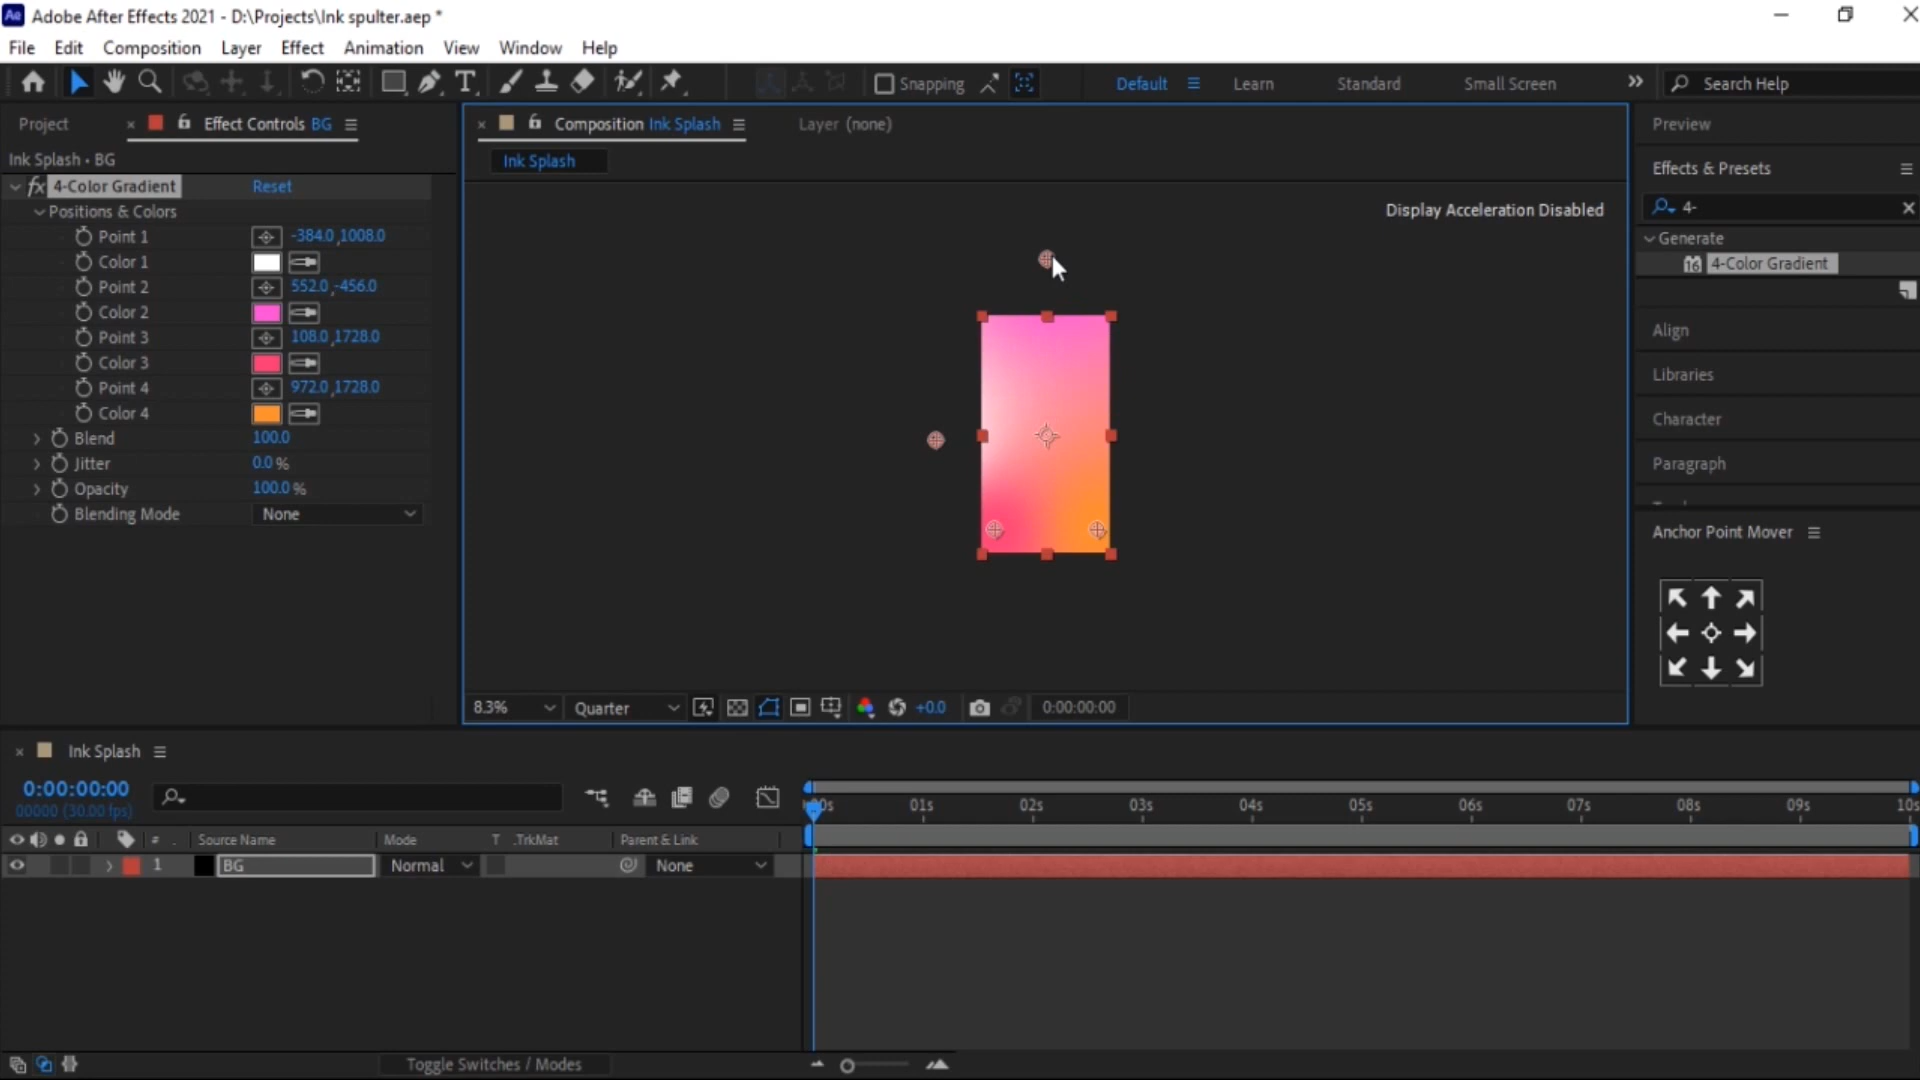 Ae Adobe After Effects 2021 - D:\Projects\Ink spulter.aep *
File Edit Composition Layer Effect Animation View Window Help
Snapping Default Learn Standard Small Screen Search Help
Project Effect Controls BG
Ink Splash • BG
fx 4-Color Gradient Reset
Positions & Colors
Point 1 -384.0,1008.0
Color 1
Point 2 552.0,-456.0
Color 2
Point 3 108.0,1728.0
Color 3
Point 4 972.0,1728.0
Color 4
Blend 100.0
Jitter 0.0 %
Opacity 100.0 %
Blending Mode None
Composition Ink Splash Layer (none)
Ink Splash
Display Acceleration Disabled
8.3% Quarter +0.0 0:00:00:00
Preview
Effects & Presets
4-
Generate
16 4-Color Gradient
Align
Libraries
Character
Paragraph
Anchor Point Mover
Ink Splash
0:00:00:00
00000 (30.00 fps)
00s 01s 02s 03s 04s 05s 06s 07s 08s 09s 10s
# Source Name Mode T .TrkMat Parent & Link
1 BG Normal None
Toggle Switches / Modes